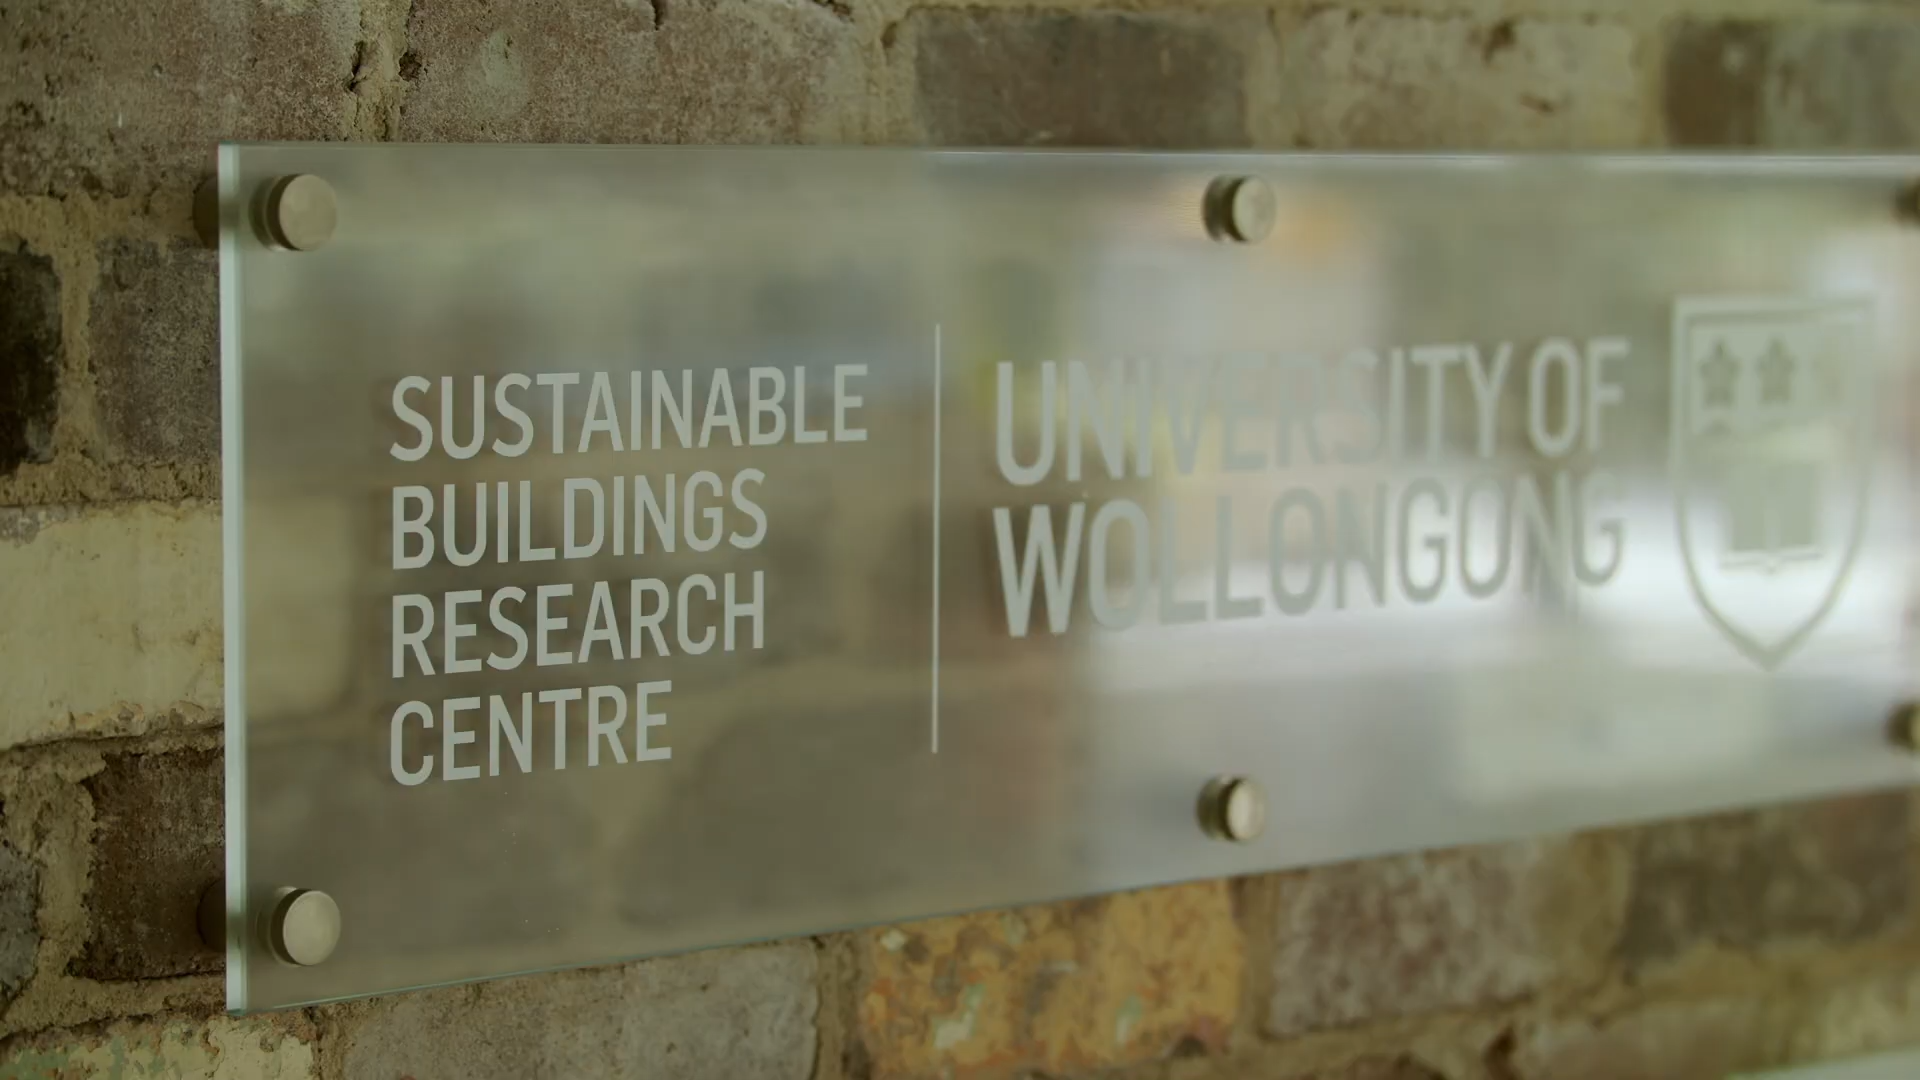 SUSTAINABLE
BUILDINGS
RESEARCH
CENTRE
UNIVERSITY OF
WOLLONGONG